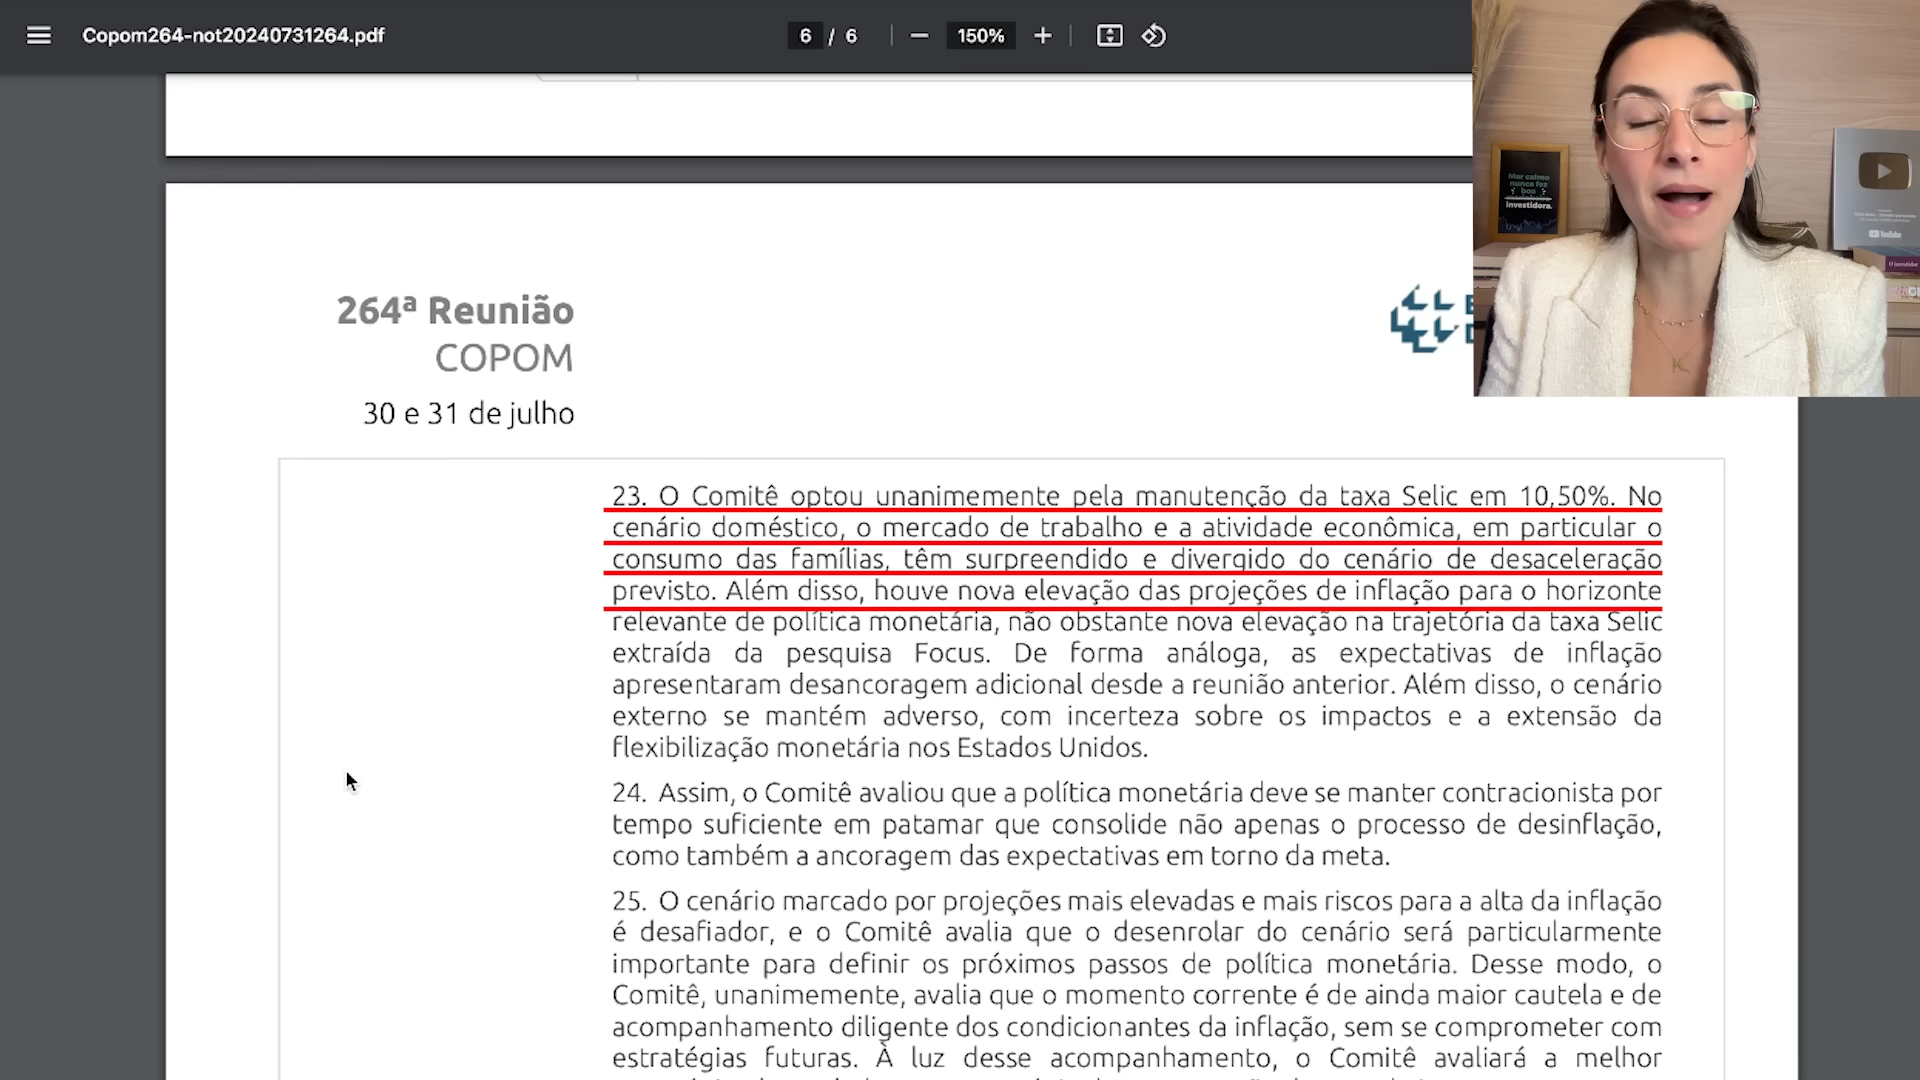 Copom264-not20240731264.pdf
6 / 6
150%
Mar calmo
nunca fez
boa
marinheira
investidora.
YouTube
264ª Reunião
COPOM
30 e 31 de julho
23. O Comitê optou unanimemente pela manutenção da taxa Selic em 10,50%. No
cenário doméstico, o mercado de trabalho e a atividade econômica, em particular o
consumo das famílias, têm surpreendido e divergido do cenário de desaceleração
previsto. Além disso, houve nova elevação das projeções de inflação para o horizonte
relevante de política monetária, não obstante nova elevação na trajetória da taxa Selic
extraída da pesquisa Focus. De forma análoga, as expectativas de inflação
apresentaram desancoragem adicional desde a reunião anterior. Além disso, o cenário
externo se mantém adverso, com incerteza sobre os impactos e a extensão da
flexibilização monetária nos Estados Unidos.
24. Assim, o Comitê avaliou que a política monetária deve se manter contracionista por
tempo suficiente em patamar que consolide não apenas o processo de desinflação,
como também a ancoragem das expectativas em torno da meta.
25. O cenário marcado por projeções mais elevadas e mais riscos para a alta da inflação
é desafiador, e o Comitê avalia que o desenrolar do cenário será particularmente
importante para definir os próximos passos de política monetária. Desse modo, o
Comitê, unanimemente, avalia que o momento corrente é de ainda maior cautela e de
acompanhamento diligente dos condicionantes da inflação, sem se comprometer com
estratégias futuras. À luz desse acompanhamento, o Comitê avaliará a melhor